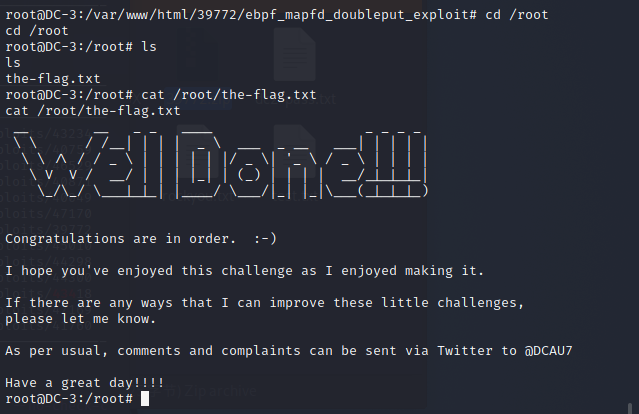 root@DC-3:/var/www/html/39772/ebpf_mapfd_doubleput_exploit# cd /root
cd /root
root@DC-3:/root# ls
ls
the-flag.txt
root@DC-3:/root# cat /root/the-flag.txt
cat /root/the-flag.txt
Well Done!!!!
Congratulations are in order.  :-)
I hope you've enjoyed this challenge as I enjoyed making it.
If there are any ways that I can improve these little challenges,
please let me know.
As per usual, comments and complaints can be sent via Twitter to @DCAU7
Have a great day!!!!
root@DC-3:/root#